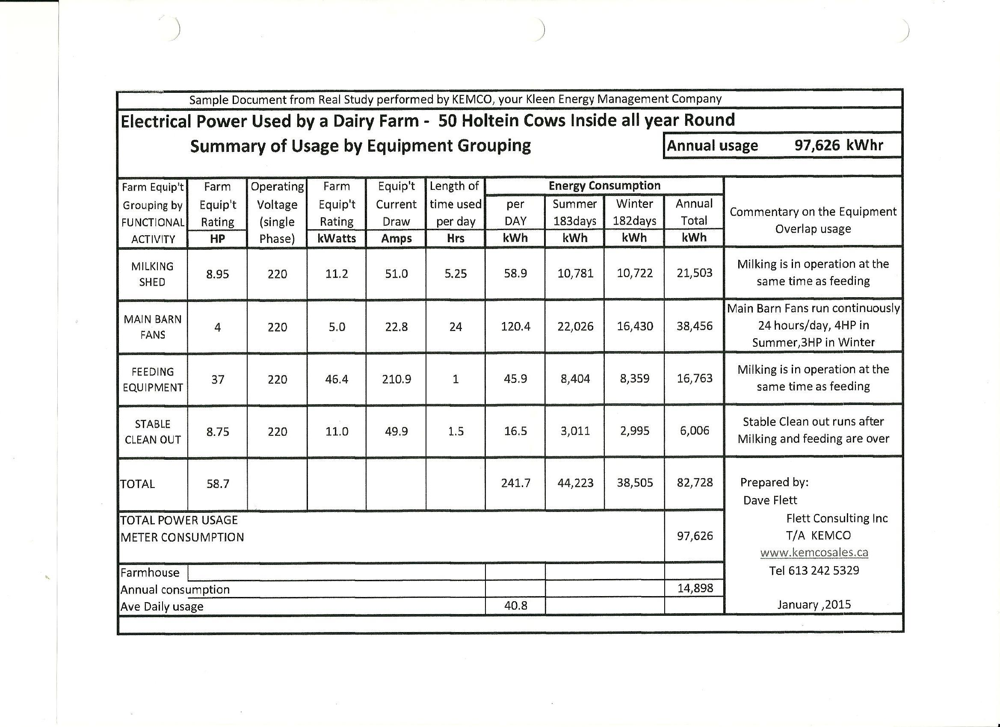 Sample Document from Real Study performed by KEMCO, your Kleen Energy Management Company
Electrical Power Used by a Dairy Farm - 50 Holtein Cows Inside all year Round
Summary of Usage by Equipment Grouping
Annual usage 97,626 kWhr
Farm Equip't Grouping by FUNCTIONAL ACTIVITY
Farm Equip't Rating HP
Operating Voltage (single Phase)
Farm Equip't Rating kWatts
Equip't Current Draw Amps
Length of time used per day Hrs
Energy Consumption
per DAY kWh
Summer 183days kWh
Winter 182days kWh
Annual Total kWh
Commentary on the Equipment
Overlap usage
MILKING SHED 8.95 220 11.2 51.0 5.25 58.9 10,781 10,722 21,503
Milking is in operation at the
same time as feeding
MAIN BARN FANS 4 220 5.0 22.8 24 120.4 22,026 16,430 38,456
Main Barn Fans run continuously
24 hours/day, 4HP in
Summer,3HP in Winter
FEEDING EQUIPMENT 37 220 46.4 210.9 1 45.9 8,404 8,359 16,763
Milking is in operation at the
same time as feeding
STABLE CLEAN OUT 8.75 220 11.0 49.9 1.5 16.5 3,011 2,995 6,006
Stable Clean out runs after
Milking and feeding are over
TOTAL 58.7 241.7 44,223 38,505 82,728
TOTAL POWER USAGE
METER CONSUMPTION 97,626
Farmhouse
Annual consumption 14,898
Ave Daily usage 40.8
Prepared by:
Dave Flett
Flett Consulting Inc
T/A KEMCO
www.kemcosales.ca
Tel 613 242 5329
January ,2015